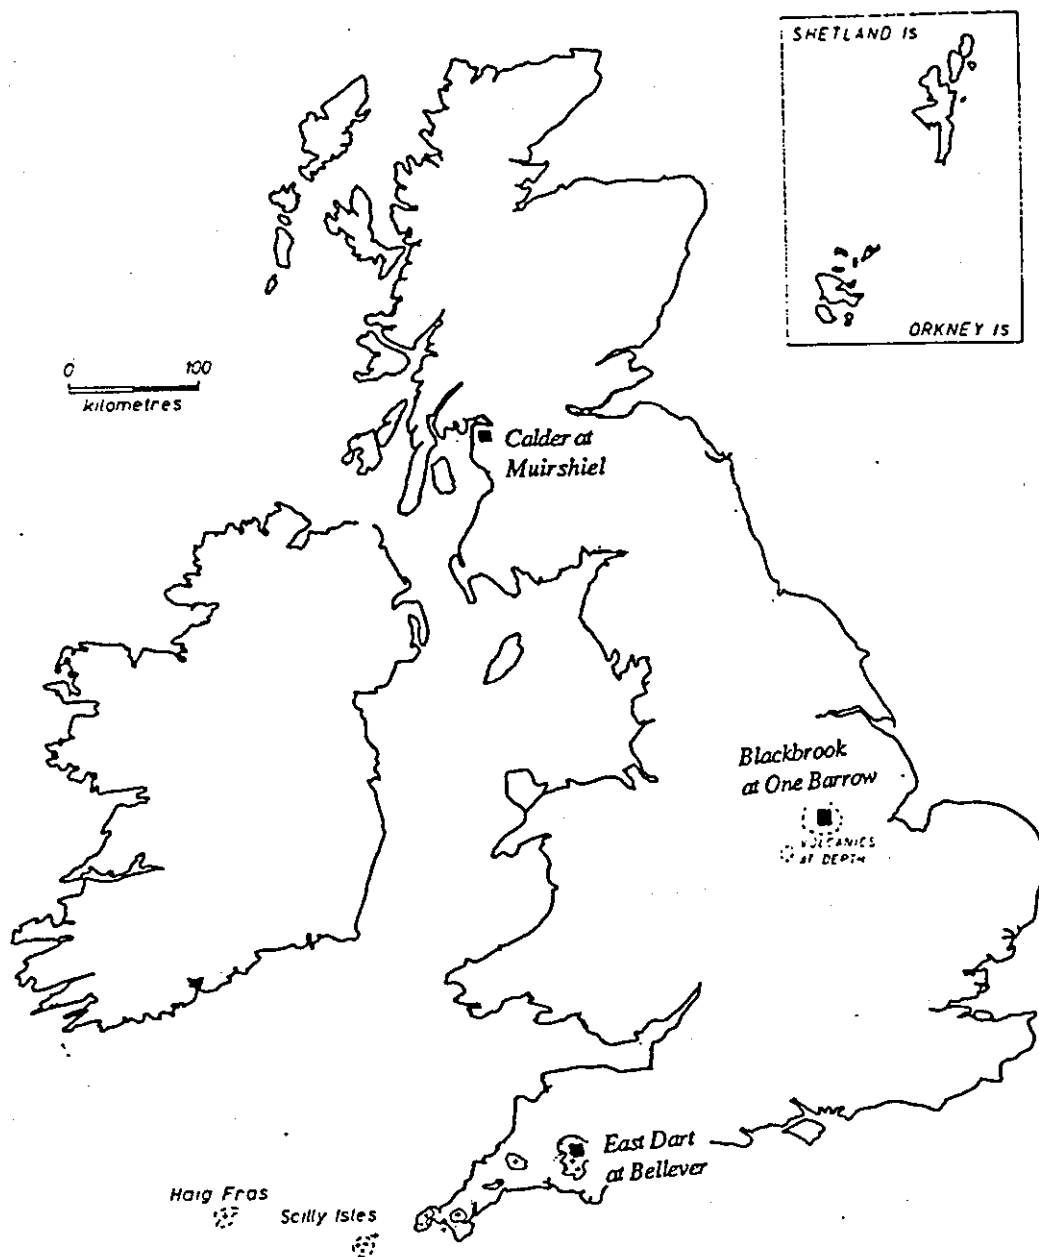 SHETLAND IS
ORKNEY IS
0 100
kilometres
Calder at
Muirshiel
Blackbrook
at One Barrow
VOLCANICS
AT DEPTH
East Dart
at Bellever
Haig Fras
Scilly Isles